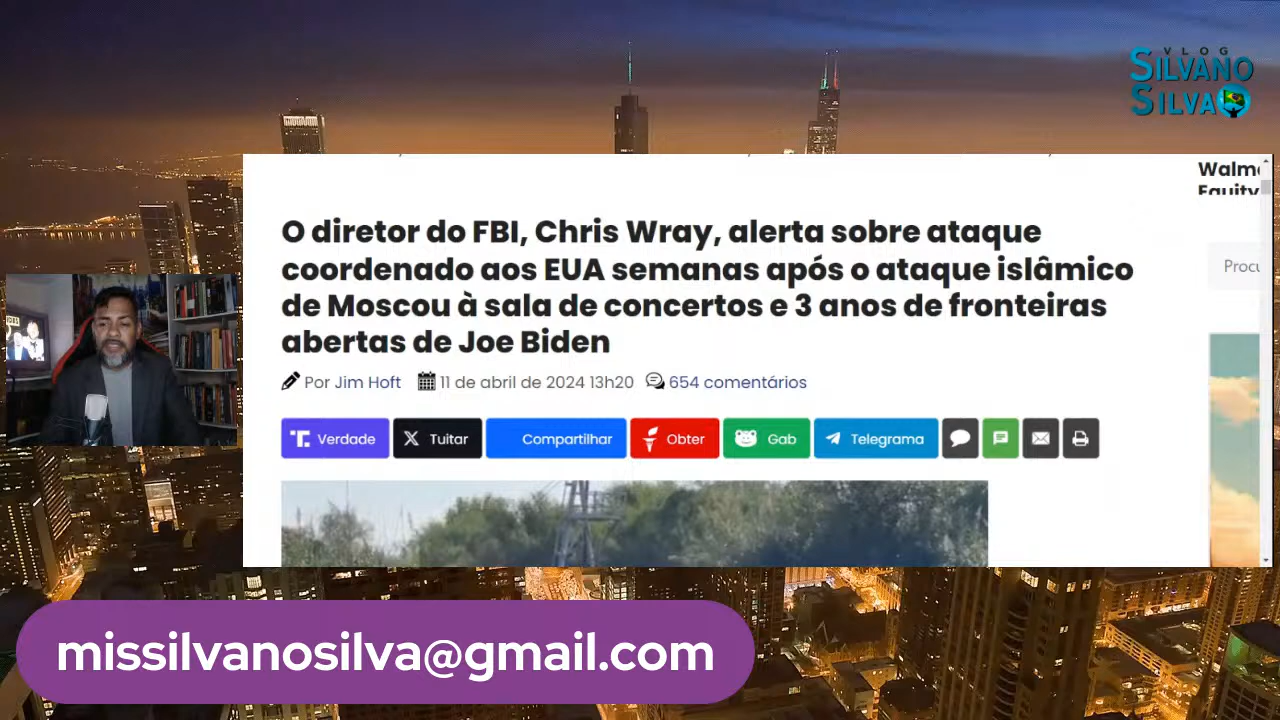 VLOG
SILVANO
SILVA
Walm
Equity
O diretor do FBI, Chris Wray, alerta sobre ataque
coordenado aos EUA semanas após o ataque islâmico
de Moscou à sala de concertos e 3 anos de fronteiras
abertas de Joe Biden
Por Jim Hoft 11 de abril de 2024 13h20 654 comentários
Procu
Verdade Tuitar Compartilhar Obter Gab Telegrama
missilvanosilva@gmail.com